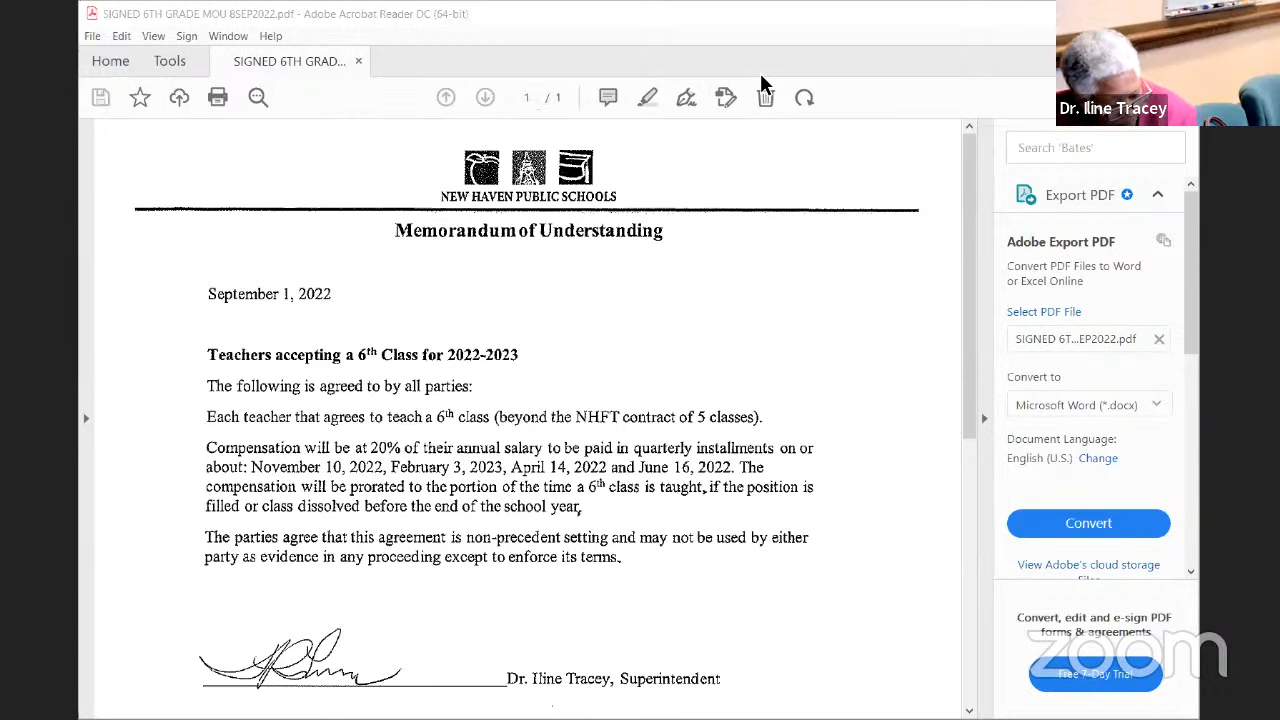 SIGNED 6TH GRADE MOU 8SEP2022.pdf - Adobe Acrobat Reader DC (64-bit)
File Edit View Sign Window Help
Home Tools SIGNED 6TH GRAD... ×
1 / 1
Dr. Iline Tracey
NEW HAVEN PUBLIC SCHOOLS
Memorandum of Understanding
September 1, 2022
Teachers accepting a 6th Class for 2022-2023
The following is agreed to by all parties:
Each teacher that agrees to teach a 6th class (beyond the NHFT contract of 5 classes).
Compensation will be at 20% of their annual salary to be paid in quarterly installments on or
about: November 10, 2022, February 3, 2023, April 14, 2022 and June 16, 2022. The
compensation will be prorated to the portion of the time a 6th class is taught, if the position is
filled or class dissolved before the end of the school year,
The parties agree that this agreement is non-precedent setting and may not be used by either
party as evidence in any proceeding except to enforce its terms.
Dr. Iline Tracey, Superintendent
Search 'Bates'
Export PDF
Adobe Export PDF
Convert PDF Files to Word
or Excel Online
Select PDF File
SIGNED 6T...EP2022.pdf
Convert to
Microsoft Word (*.docx)
Document Language:
English (U.S.) Change
Convert
View Adobe's cloud storage
Files
Convert, edit and e-sign PDF
forms & agreements
Free 7-Day Trial
zoom